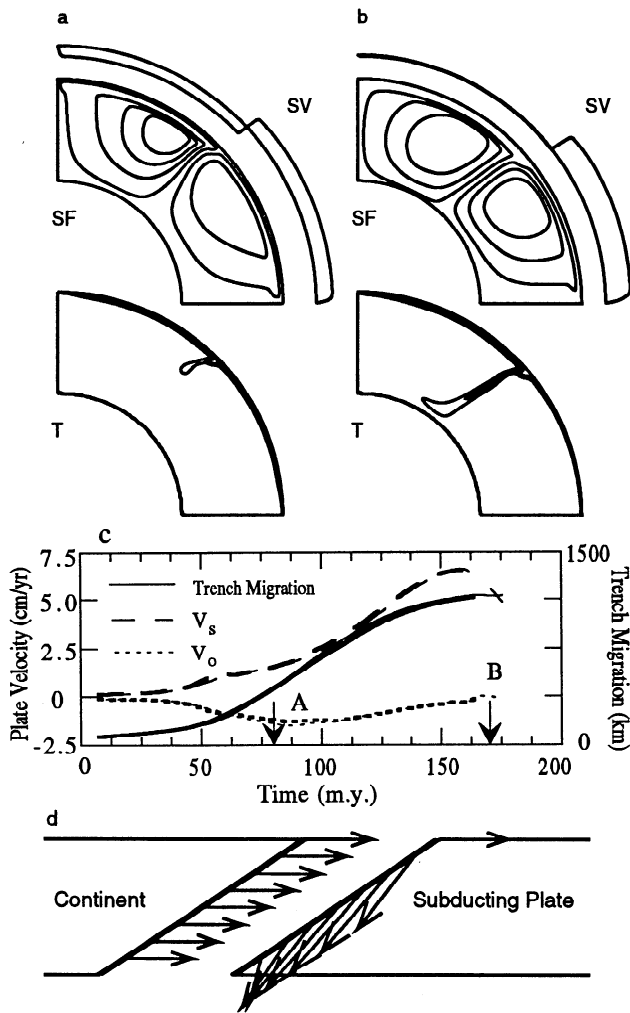 a
b
SV
SV
SF
SF
T
T
c
7.5
5.0
2.5
0
-2.5
Plate Velocity (cm/yr)
Trench Migration
Vs
Vo
A
B
1500
0
Trench Migration (km)
0
50
100
150
200
Time (m.y.)
d
Continent
Subducting Plate